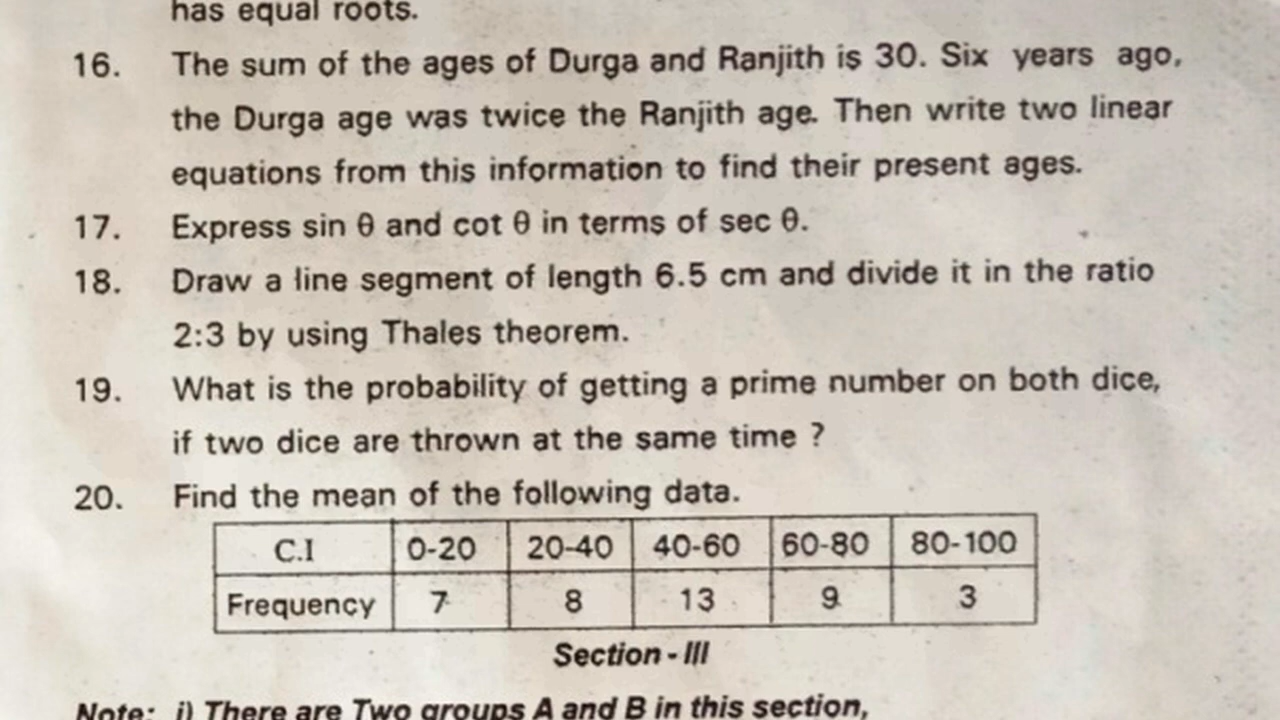 has equal roots.
16. The sum of the ages of Durga and Ranjith is 30. Six years ago,
the Durga age was twice the Ranjith age. Then write two linear
equations from this information to find their present ages.
17. Express sin θ and cot θ in terms of sec θ.
18. Draw a line segment of length 6.5 cm and divide it in the ratio
2:3 by using Thales theorem.
19. What is the probability of getting a prime number on both dice,
if two dice are thrown at the same time ?
20. Find the mean of the following data.
C.I 0-20 20-40 40-60 60-80 80-100
Frequency 7 8 13 9 3
Section - III
Note: i) There are Two groups A and B in this section,